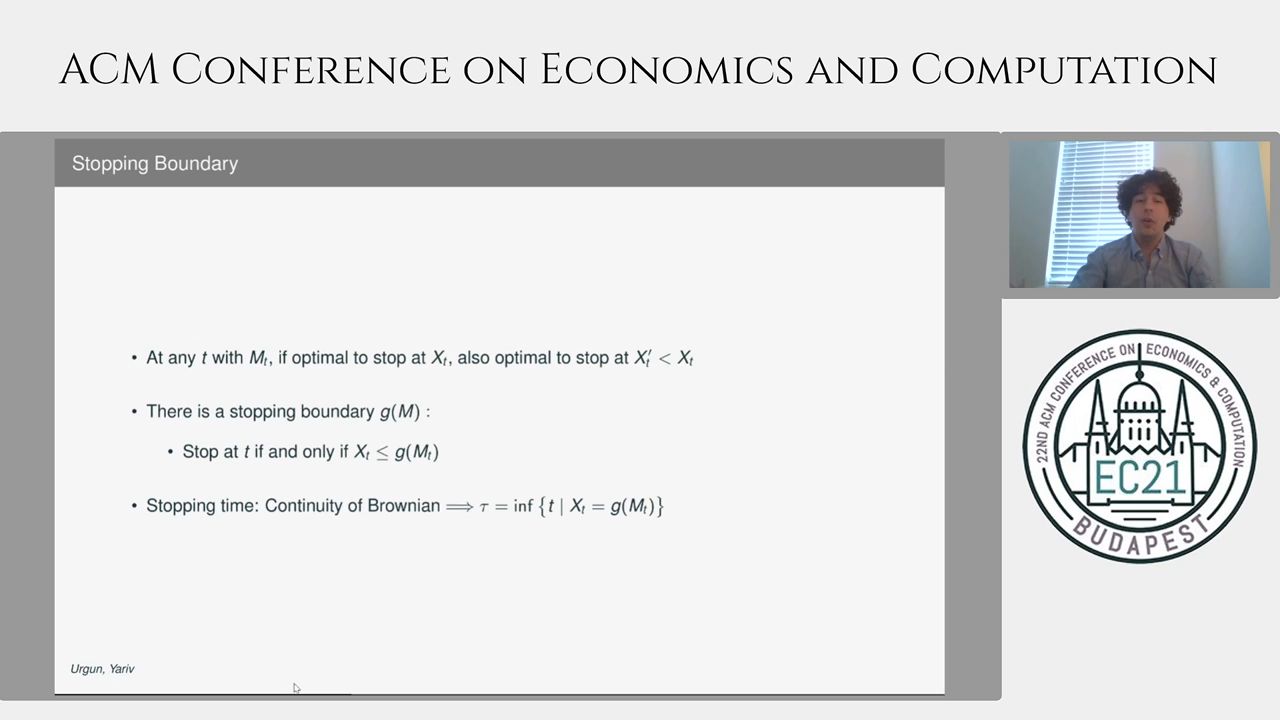 ACM Conference on Economics and Computation
Stopping Boundary
• At any t with Mₜ, if optimal to stop at Xₜ, also optimal to stop at X′ₜ < Xₜ
• There is a stopping boundary g(M) :
• Stop at t if and only if Xₜ ≤ g(Mₜ)
• Stopping time: Continuity of Brownian ⟹ τ = inf {t | Xₜ = g(Mₜ)}
Urgun, Yariv
22ND ACM CONFERENCE ON ECONOMICS & COMPUTATION
EC21
BUDAPEST